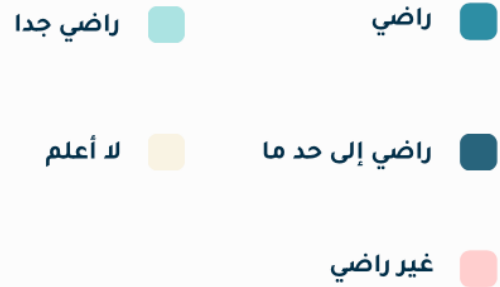 راضي
راضي جدا
راضي إلى حد ما
لا أعلم
غير راضي